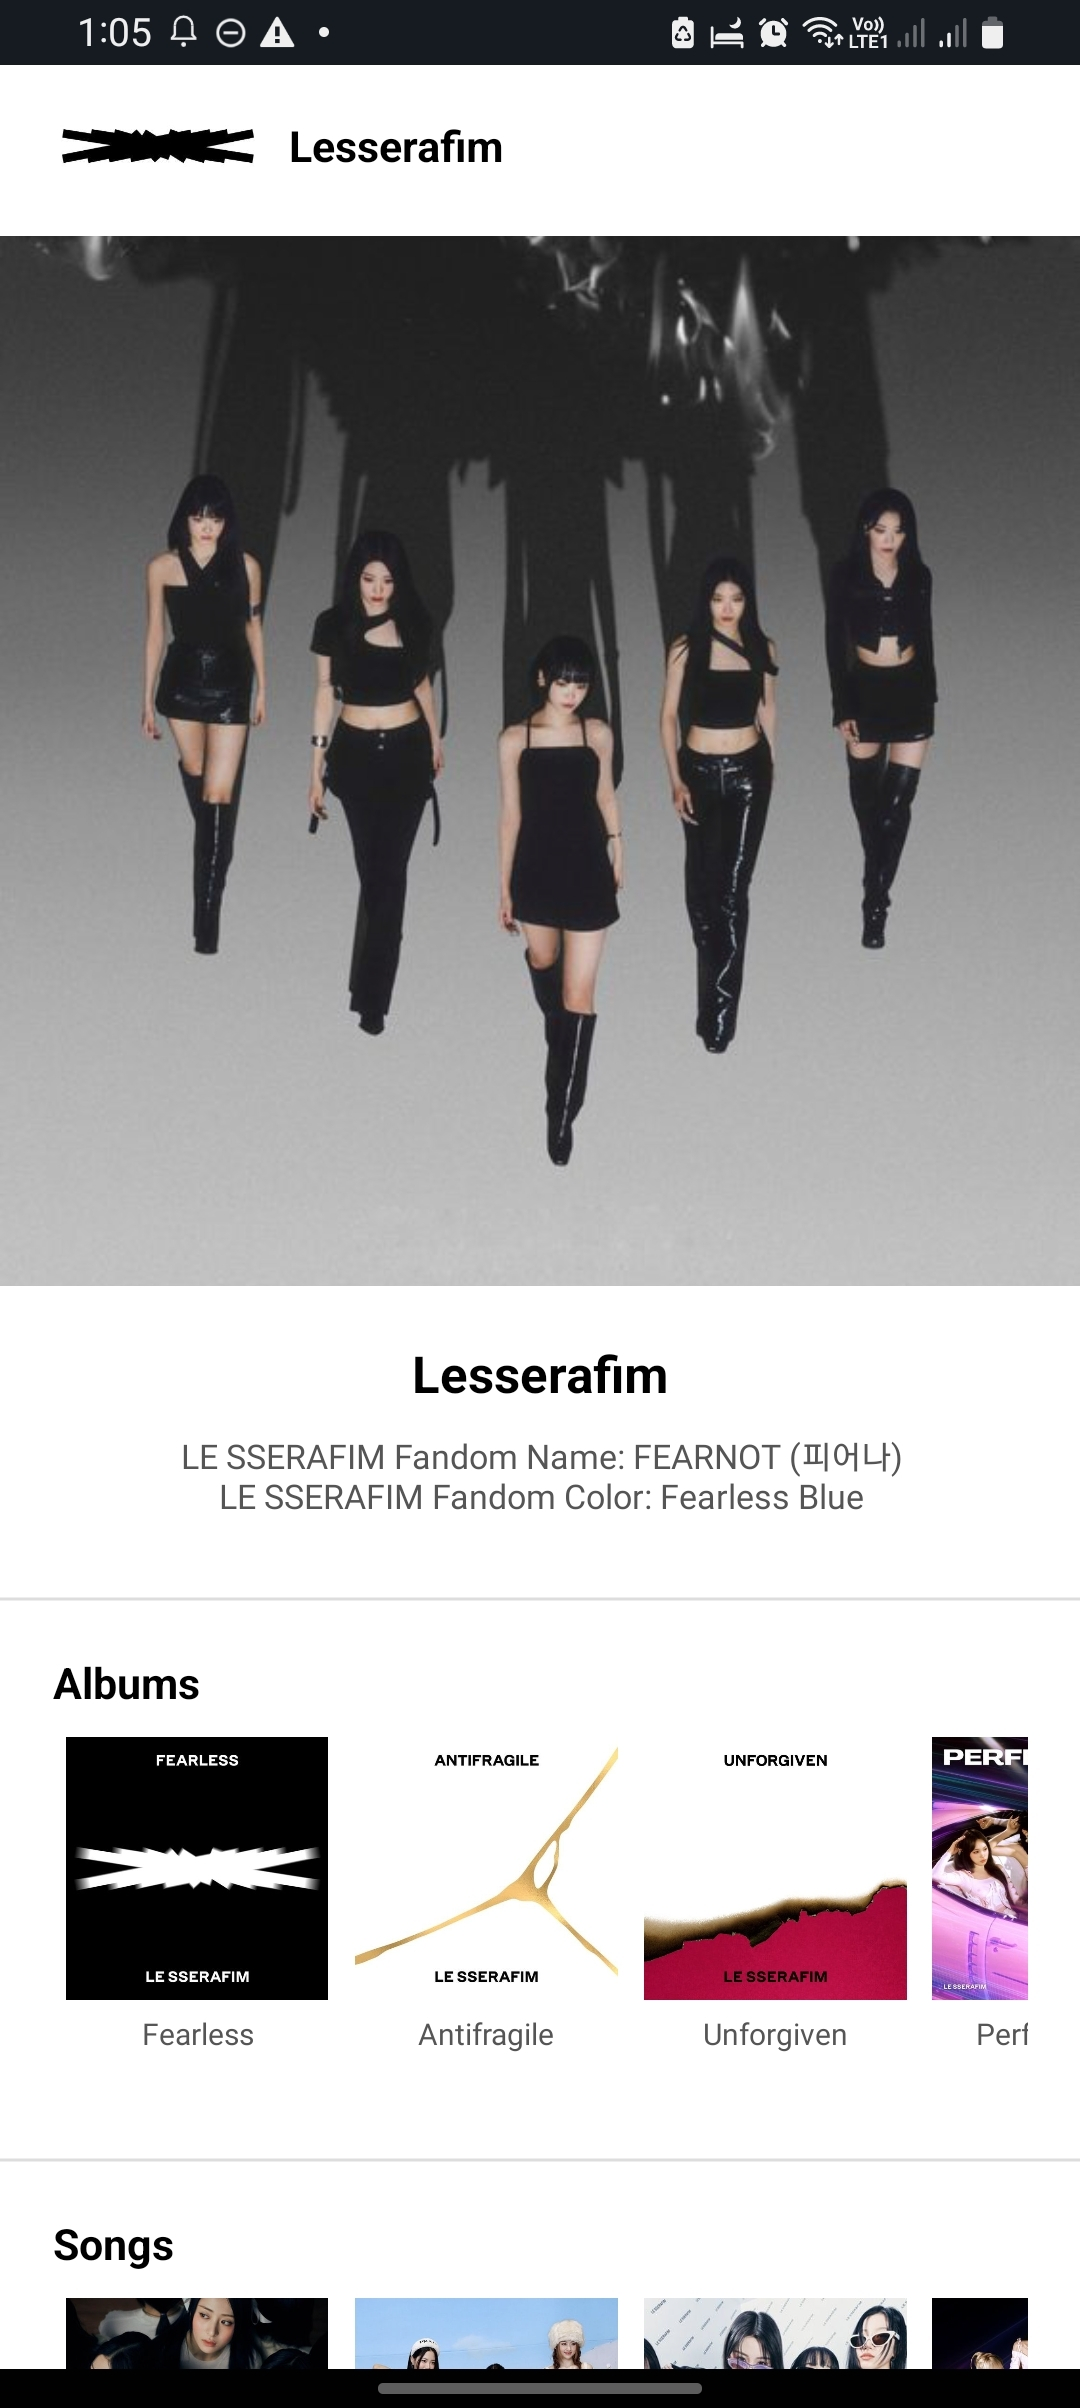 1:05
Vo))
LTE1
Lesserafim
Lesserafim
LE SSERAFIM Fandom Name: FEARNOT (피어나)
LE SSERAFIM Fandom Color: Fearless Blue
Albums
FEARLESS
LE SSERAFIM
Fearless
ANTIFRAGILE
LE SSERAFIM
Antifragile
UNFORGIVEN
LE SSERAFIM
Unforgiven
PERF
LE SSERAFIM
Perf
Songs